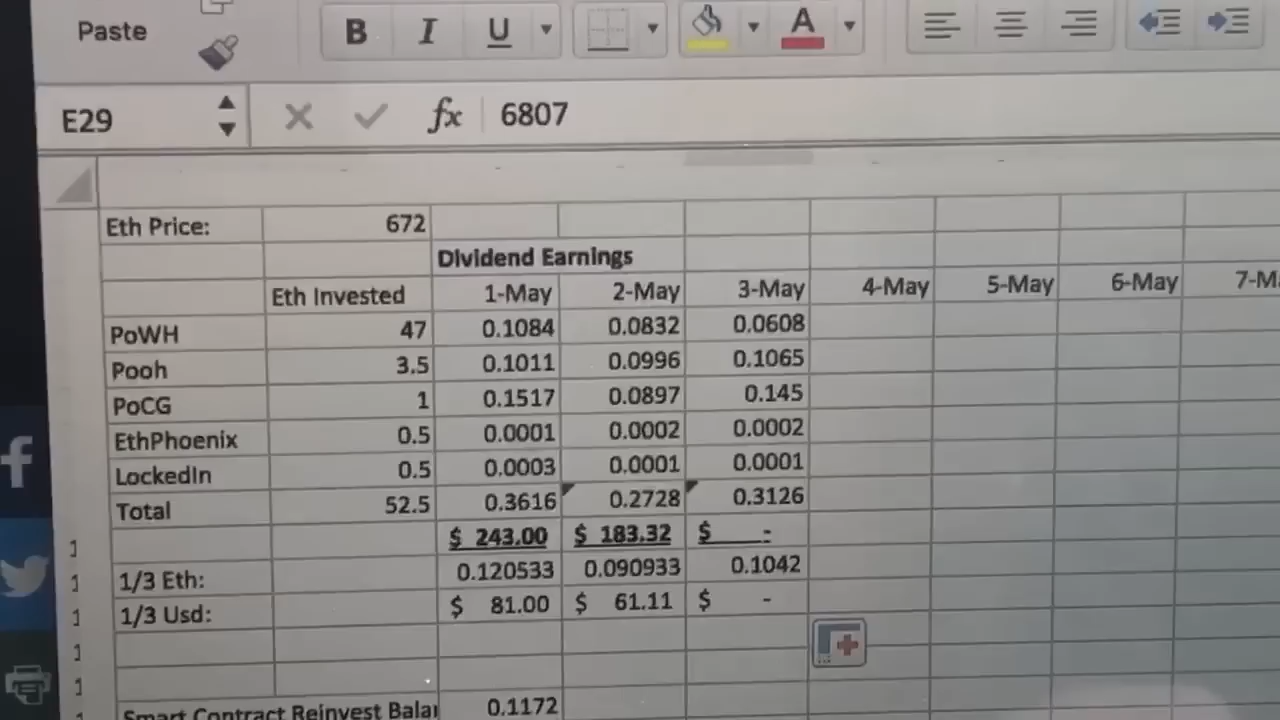 Paste B I U A
E29 fx 6807
Eth Price: 672
Dividend Earnings
Eth Invested 1-May 2-May 3-May 4-May 5-May 6-May
PoWH 47 0.1084 0.0832 0.0608
Pooh 3.5 0.1011 0.0996 0.1065
PoCG 1 0.1517 0.0897 0.145
EthPhoenix 0.5 0.0001 0.0002 0.0002
LockedIn 0.5 0.0003 0.0001 0.0001
Total 52.5 0.3616 0.2728 0.3126
$ 243.00 $ 183.32 $ -
1/3 Eth: 0.120533 0.090933 0.1042
1/3 Usd: $ 81.00 $ 61.11 $ -
Smart Contract Reinvest 0.1172